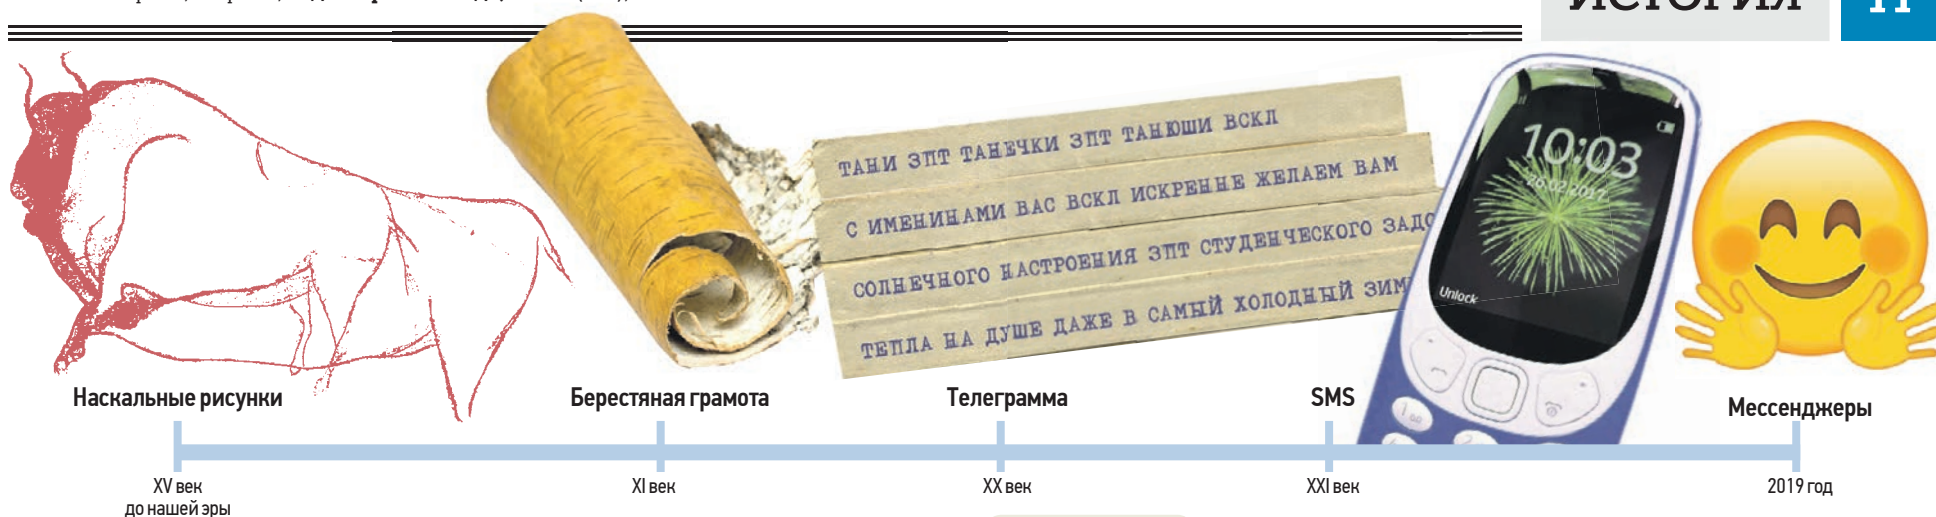 ИСТОРИЯ
11
ТАНИ ЗПТ ТАНЕЧКИ ЗПТ ТАНЮШИ ВСКЛ
С ИМЕНИНАМИ ВАС ВСКЛ ИСКРЕННЕ ЖЕЛАЕМ ВАМ
СОЛНЕЧНОГО НАСТРОЕНИЯ ЗПТ СТУДЕНЧЕСКОГО ЗАДО
ТЕПЛА НА ДУШЕ ДАЖЕ В САМЫЙ ХОЛОДНЫЙ ЗИМ
10:03
26.02.2017
Unlock
Наскальные рисунки
Берестяная грамота
Телеграмма
SMS
Мессенджеры
XV век
до нашей эры
XI век
XX век
XXI век
2019 год